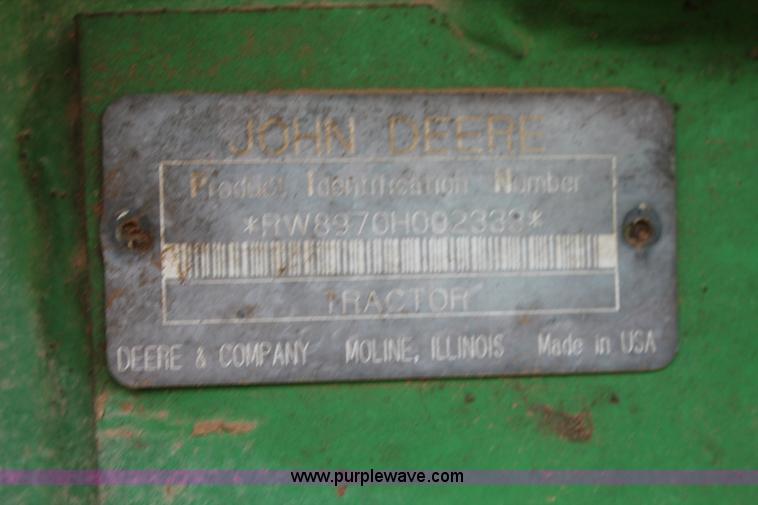 JOHN DEERE
Product Identification Number
*RW8970H002338*
TRACTOR
DEERE & COMPANY MOLINE, ILLINOIS Made in USA
www.purplewave.com